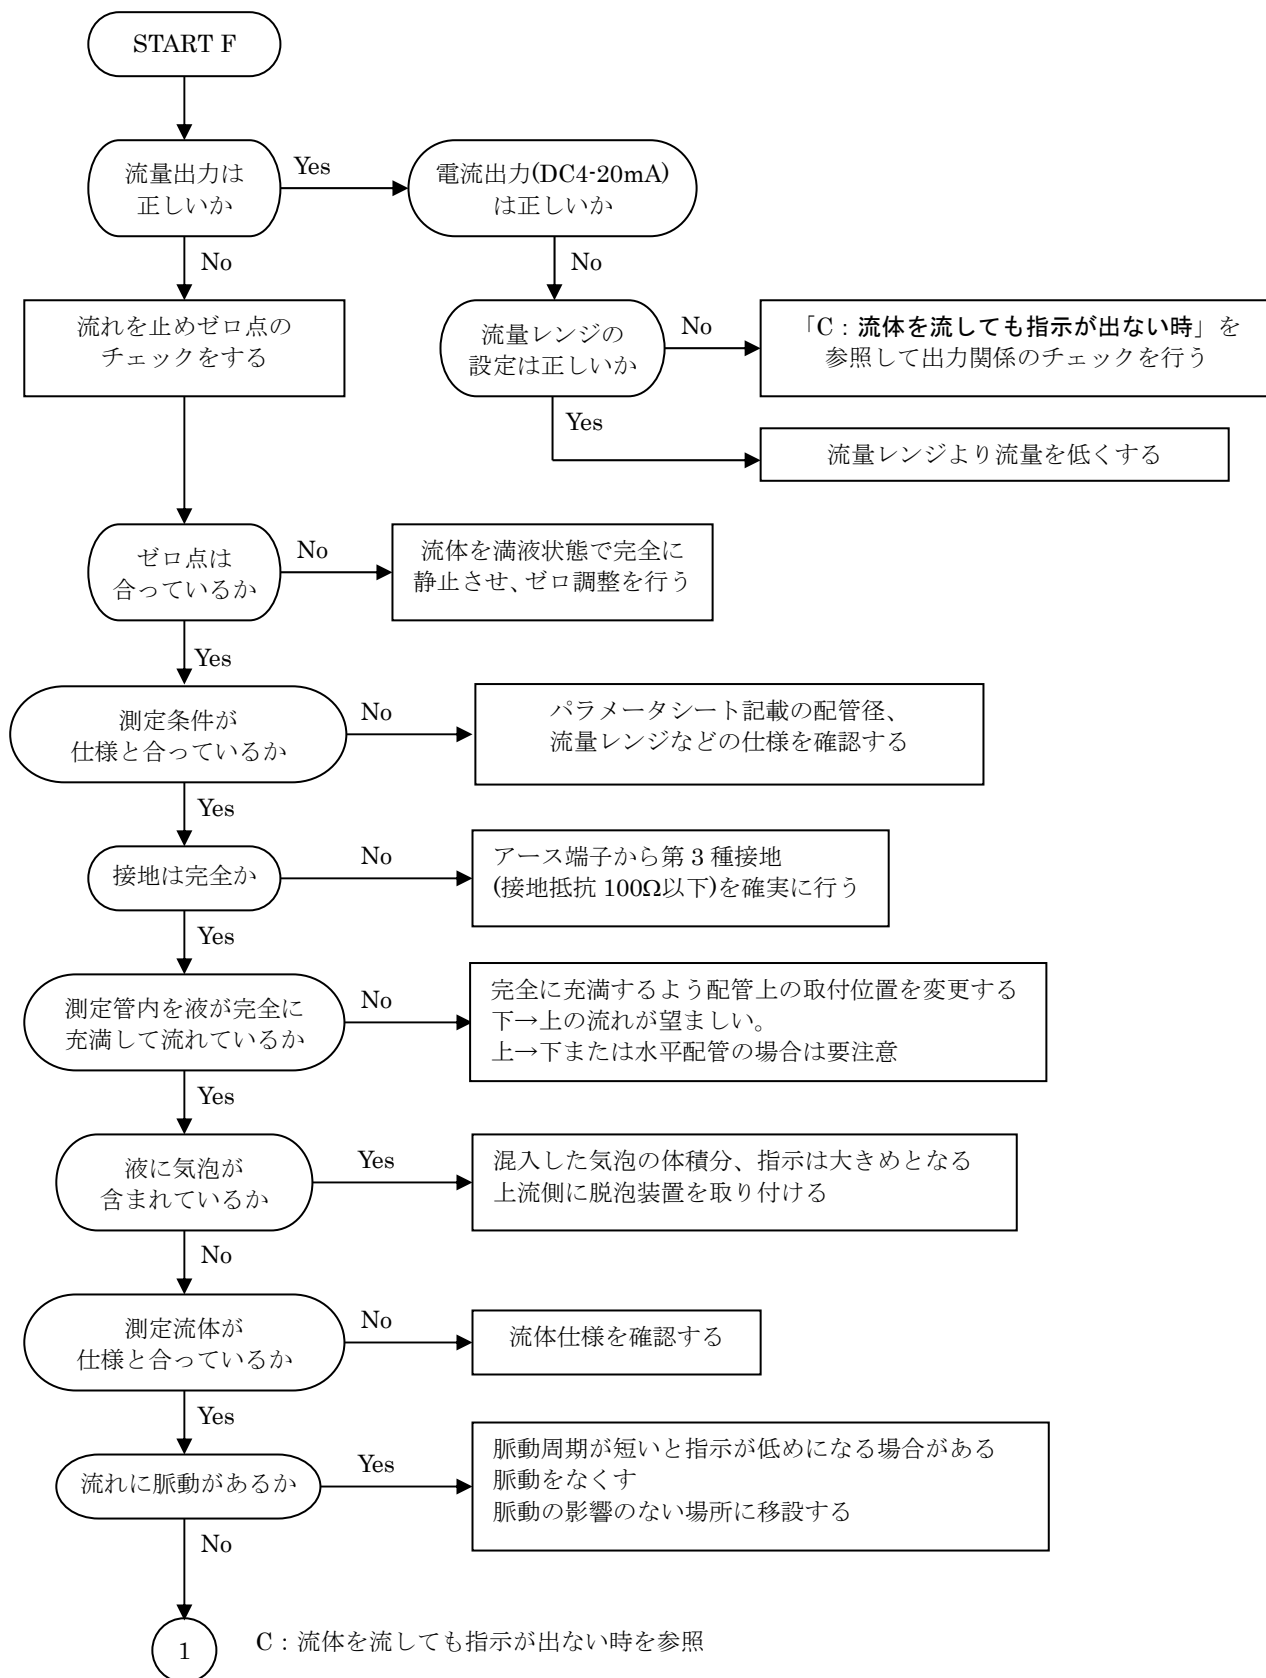 START F
流量出力は
正しいか
Yes
電流出力(DC4-20mA)
は正しいか
No
No
流れを止めゼロ点の
チェックをする
流量レンジの
設定は正しいか
No
「C：流体を流しても指示が出ない時」を
参照して出力関係のチェックを行う
Yes
流量レンジより流量を低くする
ゼロ点は
合っているか
No
流体を満液状態で完全に
静止させ、ゼロ調整を行う
Yes
測定条件が
仕様と合っているか
No
パラメータシート記載の配管径、
流量レンジなどの仕様を確認する
Yes
接地は完全か
No
アース端子から第 3 種接地
(接地抵抗 100Ω以下)を確実に行う
Yes
測定管内を液が完全に
充満して流れているか
No
完全に充満するよう配管上の取付位置を変更する
下→上の流れが望ましい。
上→下または水平配管の場合は要注意
Yes
液に気泡が
含まれているか
Yes
混入した気泡の体積分、指示は大きめとなる
上流側に脱泡装置を取り付ける
No
測定流体が
仕様と合っているか
No
流体仕様を確認する
Yes
流れに脈動があるか
Yes
脈動周期が短いと指示が低めになる場合がある
脈動をなくす
脈動の影響のない場所に移設する
No
1
C：流体を流しても指示が出ない時を参照